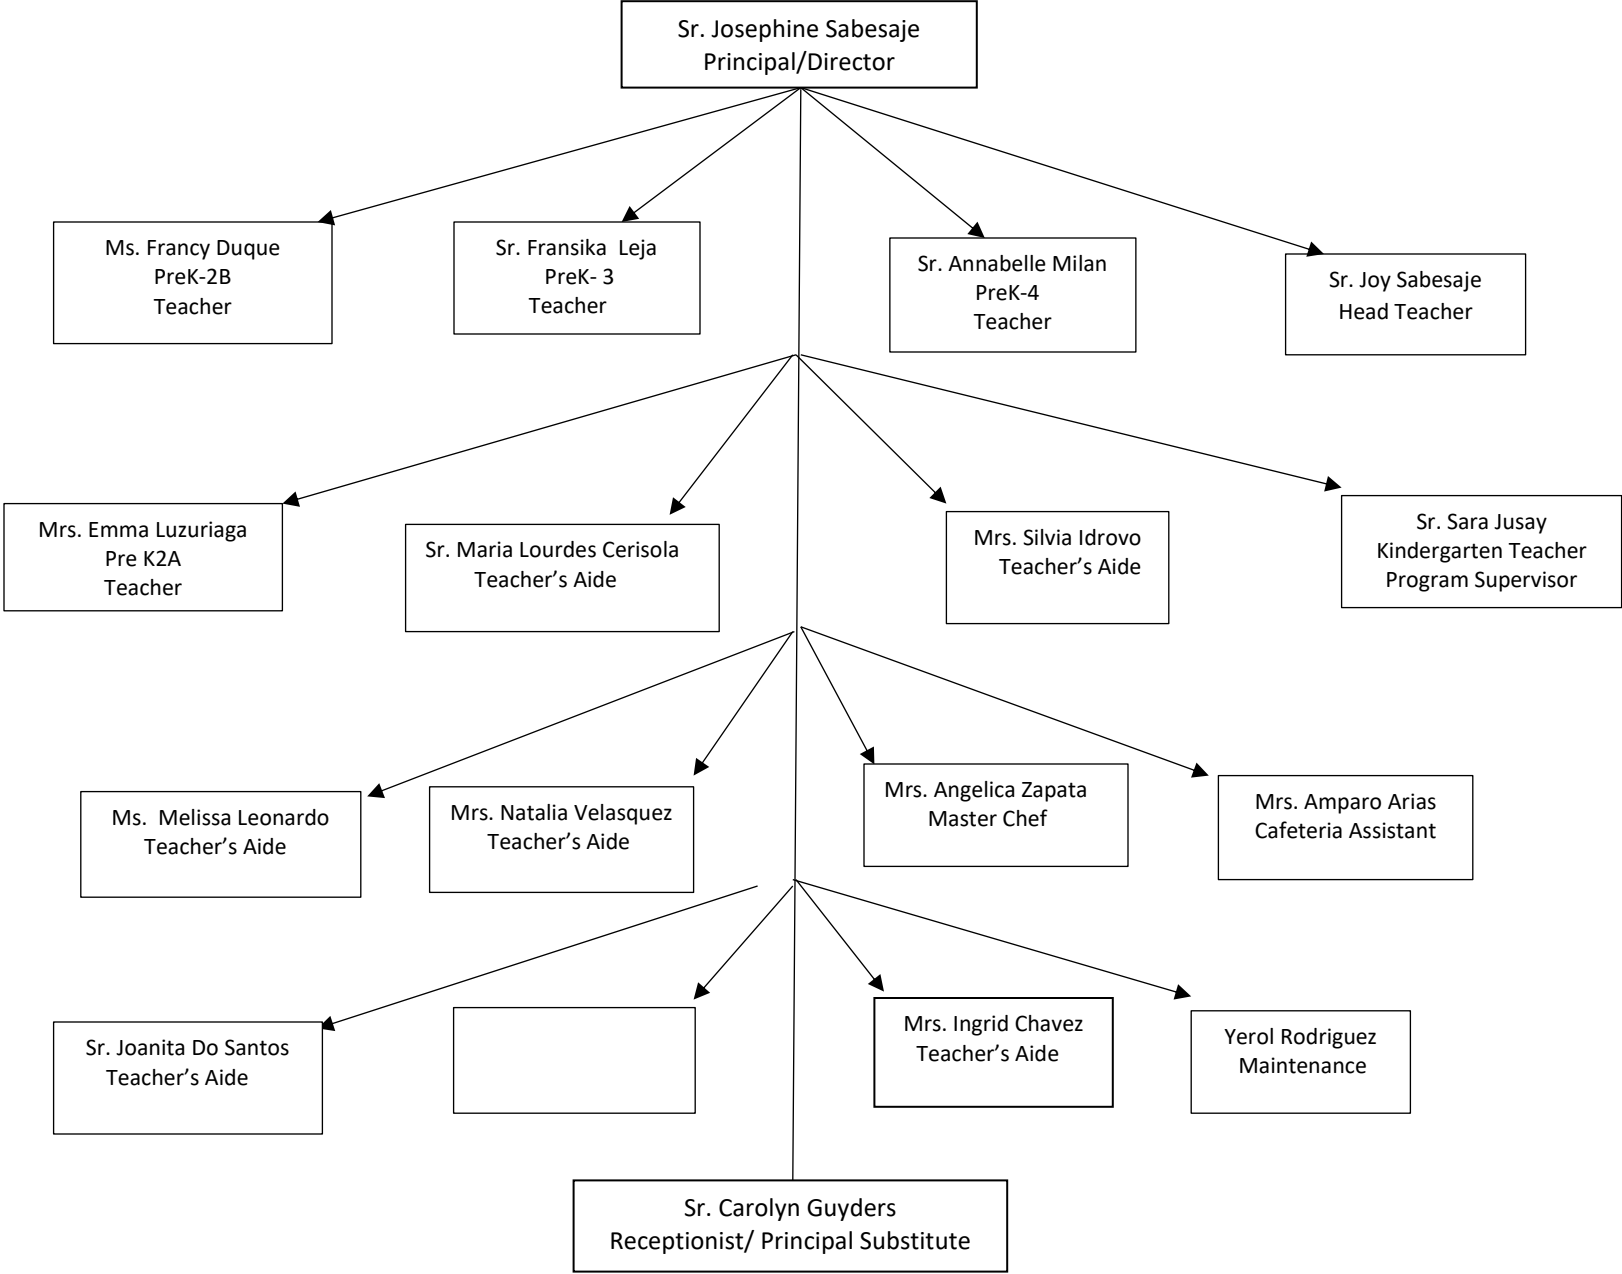 Sr. Josephine Sabesaje
Principal/Director
Ms. Francy Duque
PreK-2B
Teacher
Sr. Fransika  Leja
PreK- 3
Teacher
Sr. Annabelle Milan
PreK-4
Teacher
Sr. Joy Sabesaje
Head Teacher
Mrs. Emma Luzuriaga
Pre K2A
Teacher
Sr. Maria Lourdes Cerisola
Teacher’s Aide
Mrs. Silvia Idrovo
Teacher’s Aide
Sr. Sara Jusay
Kindergarten Teacher
Program Supervisor
Ms.  Melissa Leonardo
Teacher’s Aide
Mrs. Natalia Velasquez
Teacher’s Aide
Mrs. Angelica Zapata
Master Chef
Mrs. Amparo Arias
Cafeteria Assistant
Sr. Joanita Do Santos
Teacher’s Aide
Mrs. Ingrid Chavez
Teacher’s Aide
Yerol Rodriguez
Maintenance
Sr. Carolyn Guyders
Receptionist/ Principal Substitute